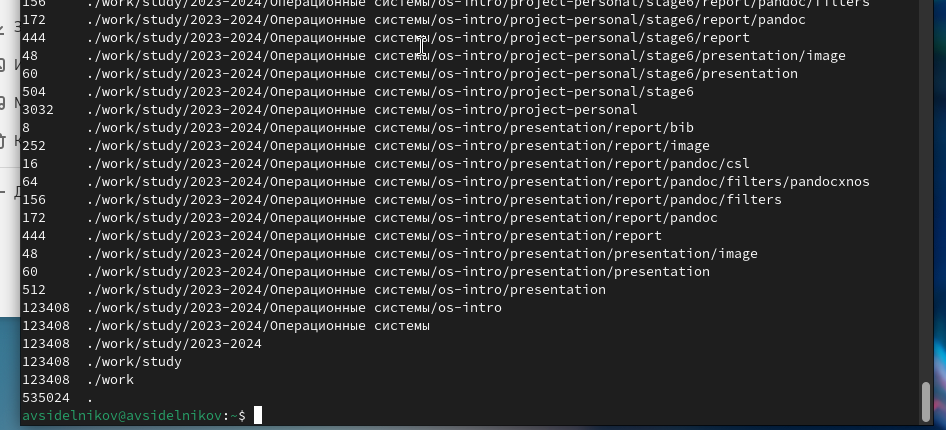 156     ./work/study/2023-2024/Операционные системы/os-intro/project-personal/stage6/report/pandoc/filters
172     ./work/study/2023-2024/Операционные системы/os-intro/project-personal/stage6/report/pandoc
444     ./work/study/2023-2024/Операционные системы/os-intro/project-personal/stage6/report
48      ./work/study/2023-2024/Операционные системы/os-intro/project-personal/stage6/presentation/image
60      ./work/study/2023-2024/Операционные системы/os-intro/project-personal/stage6/presentation
504     ./work/study/2023-2024/Операционные системы/os-intro/project-personal/stage6
3032    ./work/study/2023-2024/Операционные системы/os-intro/project-personal
8       ./work/study/2023-2024/Операционные системы/os-intro/presentation/report/bib
252     ./work/study/2023-2024/Операционные системы/os-intro/presentation/report/image
16      ./work/study/2023-2024/Операционные системы/os-intro/presentation/report/pandoc/csl
64      ./work/study/2023-2024/Операционные системы/os-intro/presentation/report/pandoc/filters/pandocxnos
156     ./work/study/2023-2024/Операционные системы/os-intro/presentation/report/pandoc/filters
172     ./work/study/2023-2024/Операционные системы/os-intro/presentation/report/pandoc
444     ./work/study/2023-2024/Операционные системы/os-intro/presentation/report
48      ./work/study/2023-2024/Операционные системы/os-intro/presentation/presentation/image
60      ./work/study/2023-2024/Операционные системы/os-intro/presentation/presentation
512     ./work/study/2023-2024/Операционные системы/os-intro/presentation
123408  ./work/study/2023-2024/Операционные системы/os-intro
123408  ./work/study/2023-2024/Операционные системы
123408  ./work/study/2023-2024
123408  ./work/study
123408  ./work
535024  .
avsidelnikov@avsidelnikov:~$